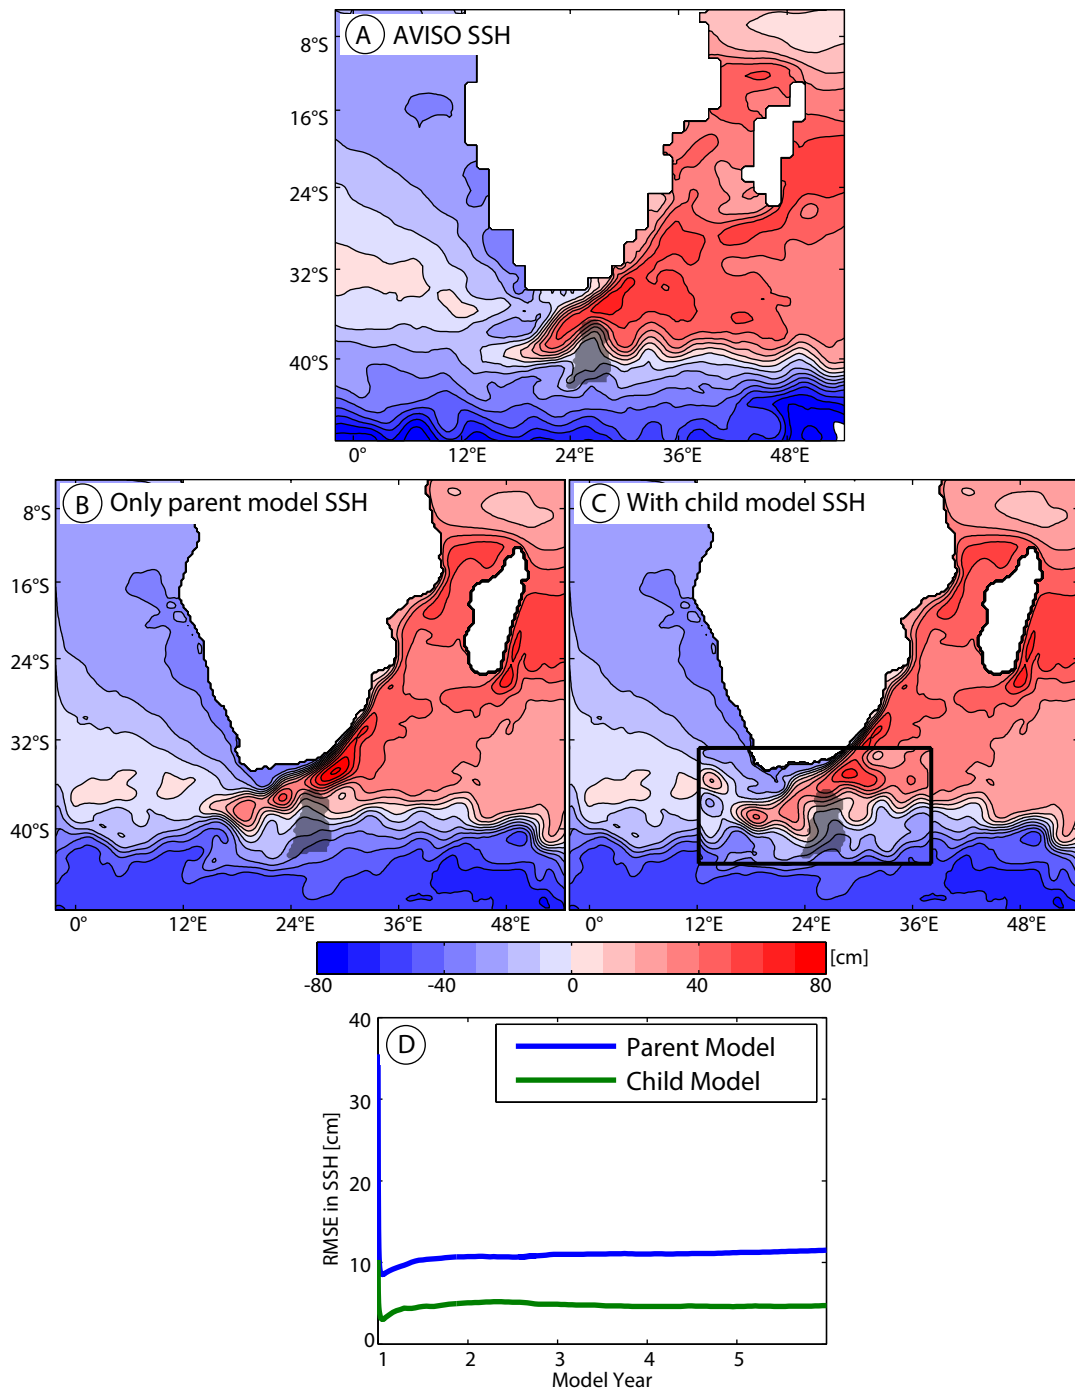 A AVISO SSH
8°S
16°S
24°S
32°S
40°S
0° 12°E 24°E 36°E 48°E
B Only parent model SSH
C With child model SSH
8°S
16°S
24°S
32°S
40°S
0° 12°E 24°E 36°E 48°E
0° 12°E 24°E 36°E 48°E
[cm]
-80 -40 0 40 80
D
Parent Model
Child Model
RMSE in SSH [cm]
40
30
20
10
0
1 2 3 4 5
Model Year